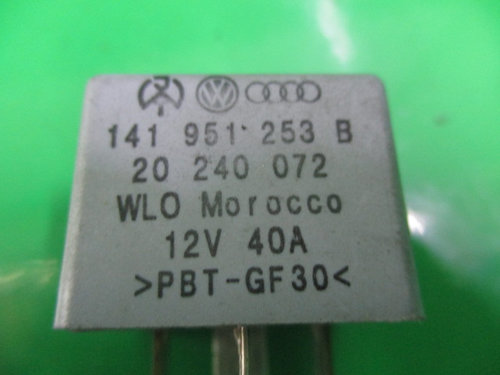 141 951 253 B
20 240 072
WLO Morocco
12V 40A
>PBT-GF30<